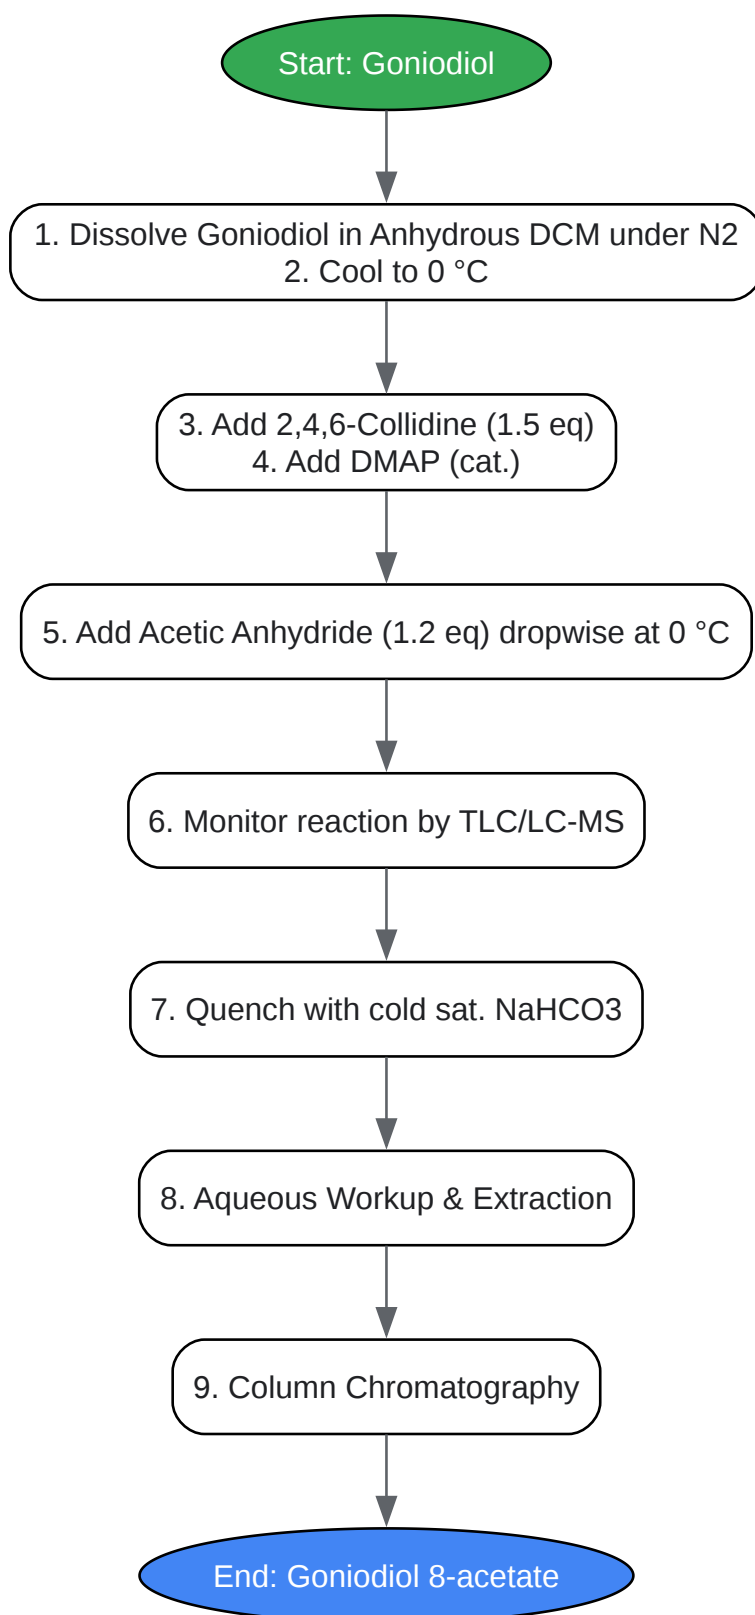 Start: Goniodiol
1. Dissolve Goniodiol in Anhydrous DCM under N2
2. Cool to 0 °C
3. Add 2,4,6-Collidine (1.5 eq)
4. Add DMAP (cat.)
5. Add Acetic Anhydride (1.2 eq) dropwise at 0 °C
6. Monitor reaction by TLC/LC-MS
7. Quench with cold sat. NaHCO3
8. Aqueous Workup & Extraction
9. Column Chromatography
End: Goniodiol 8-acetate